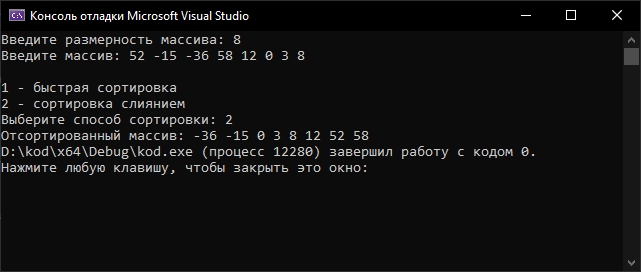 Консоль отладки Microsoft Visual Studio
Введите размерность массива: 8
Введите массив: 52 -15 -36 58 12 0 3 8
1 - быстрая сортировка
2 - сортировка слиянием
Выберите способ сортировки: 2
Отсортированный массив: -36 -15 0 3 8 12 52 58
D:\kod\x64\Debug\kod.exe (процесс 12280) завершил работу с кодом 0.
Нажмите любую клавишу, чтобы закрыть это окно: